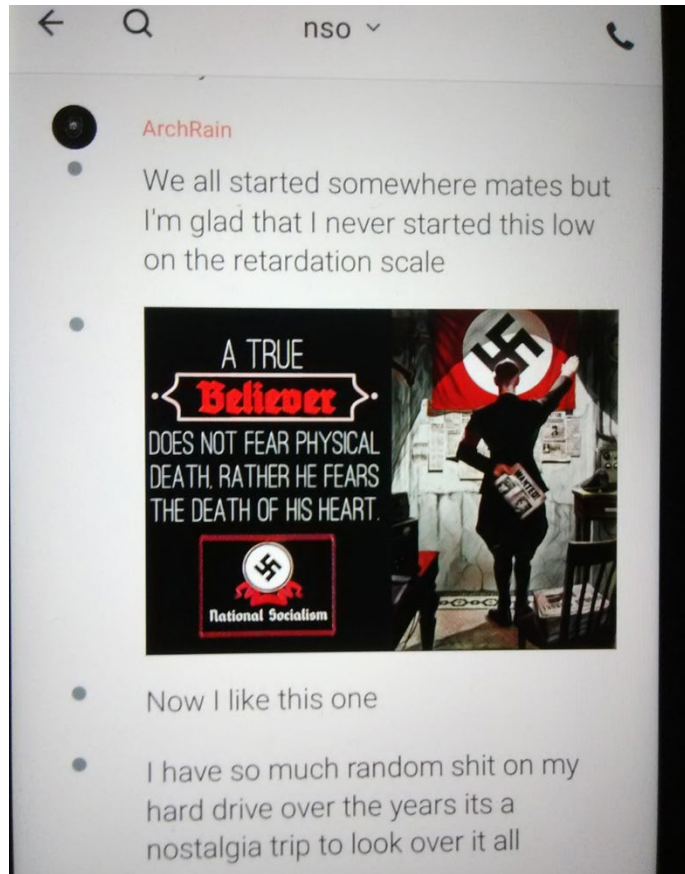 nso
ArchRain
We all started somewhere mates but
I'm glad that I never started this low
on the retardation scale
A TRUE
Believer
DOES NOT FEAR PHYSICAL
DEATH, RATHER HE FEARS
THE DEATH OF HIS HEART.
National Socialism
WANTED!
Now I like this one
I have so much random shit on my
hard drive over the years its a
nostalgia trip to look over it all